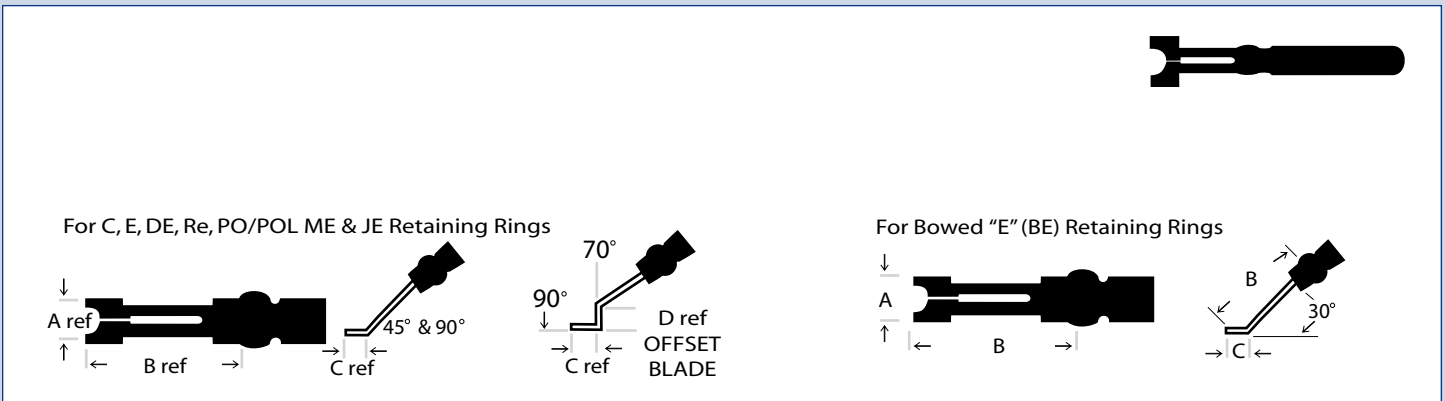 For C, E, DE, Re, PO/POL ME & JE Retaining Rings
A ref
B ref
45° & 90°
C ref
70°
90°
C ref
D ref
OFFSET
BLADE
For Bowed “E” (BE) Retaining Rings
A
B
B
30°
C